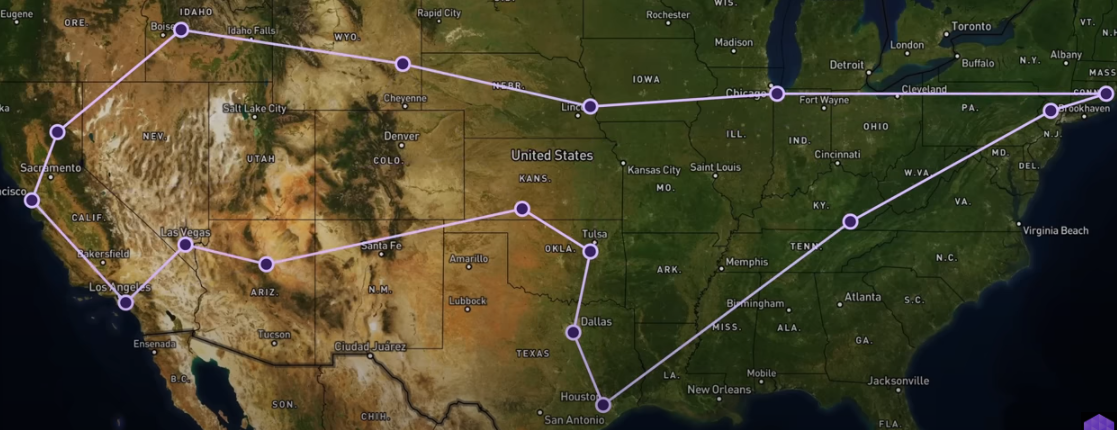 Eugene
ORE.
IDAHO
Boise
Idaho Falls
WYO.
Rapid City
Rochester
WIS.
Madison
Toronto
London
Detroit
Buffalo
N.Y.
Albany
VT.
N.H
MASS
CONN
IOWA
NEBR.
Linc
Chicago
Fort Wayne
Cleveland
PA.
Brookhaven
N.J.
Cheyenne
Salt Lake City
NEV.
UTAH
Denver
COLO.
United States
KANS.
Kansas City
MO.
Saint Louis
ILL.
IND.
OHIO
Cincinnati
W.VA
MD.
DEL.
VA.
KY.
Sacramento
cisco
CALIF.
Las Vegas
Bakersfield
Los Angeles
ARIZ.
Santa Fe
N.M.
Amarillo
OKLA.
Tulsa
Lubbock
ARK.
Memphis
TENN.
N.C.
Virginia Beach
Birmingham
Atlanta
S.C.
MISS.
ALA.
GA.
Dallas
TEXAS
Tucson
Ensenada
Ciudad Juárez
B.C.
SON.
CHIH.
LA.
Mobile
New Orleans
Jacksonville
Houston
San Antonio
FLA.